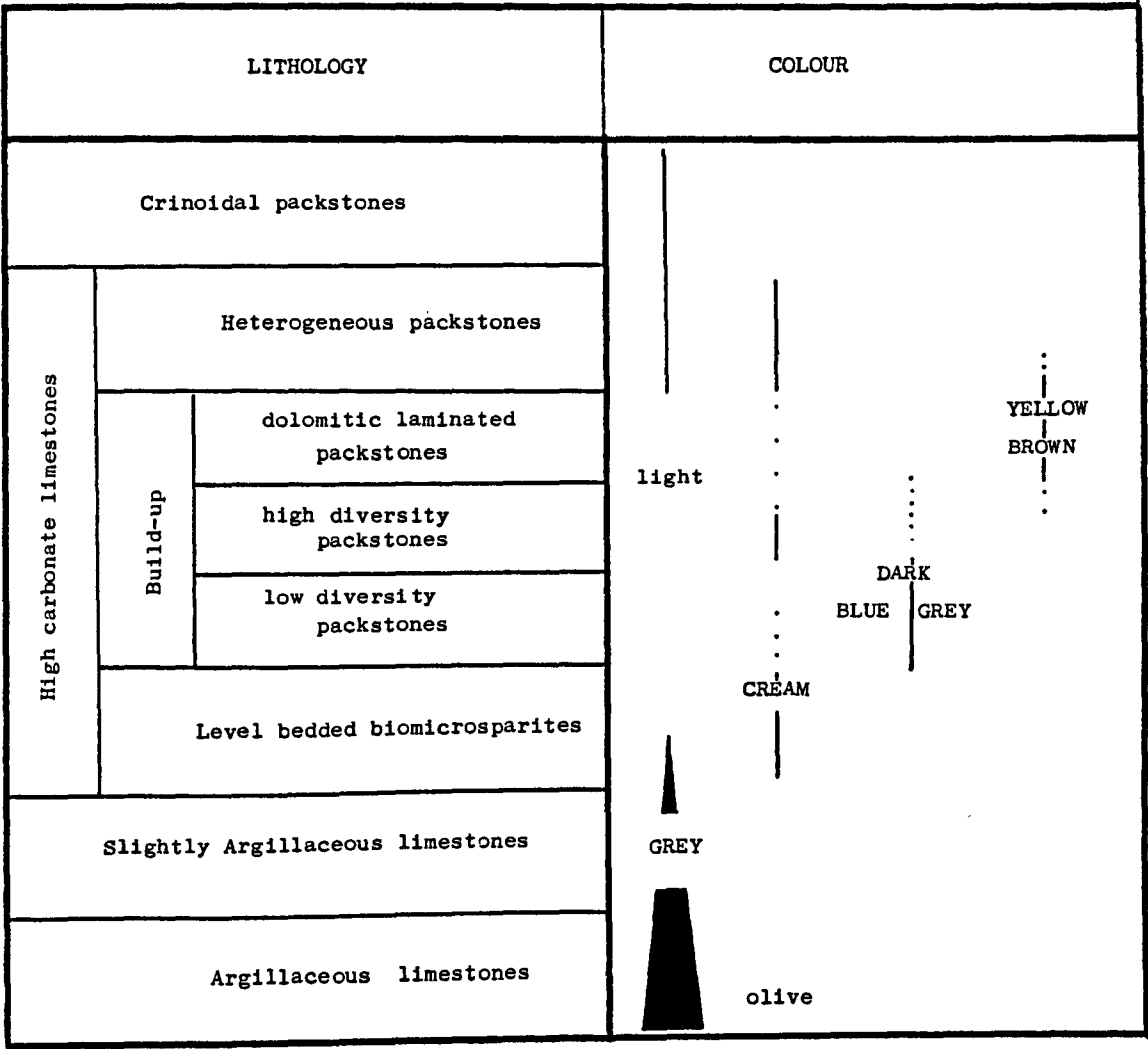 LITHOLOGY
COLOUR
Crinoidal packstones
High carbonate limestones
Heterogeneous packstones
Build-up
dolomitic laminated
packstones
high diversity
packstones
low diversity
packstones
Level bedded biomicrosparites
Slightly Argillaceous limestones
Argillaceous limestones
light
GREY
olive
CREAM
DARK
BLUE GREY
YELLOW
BROWN